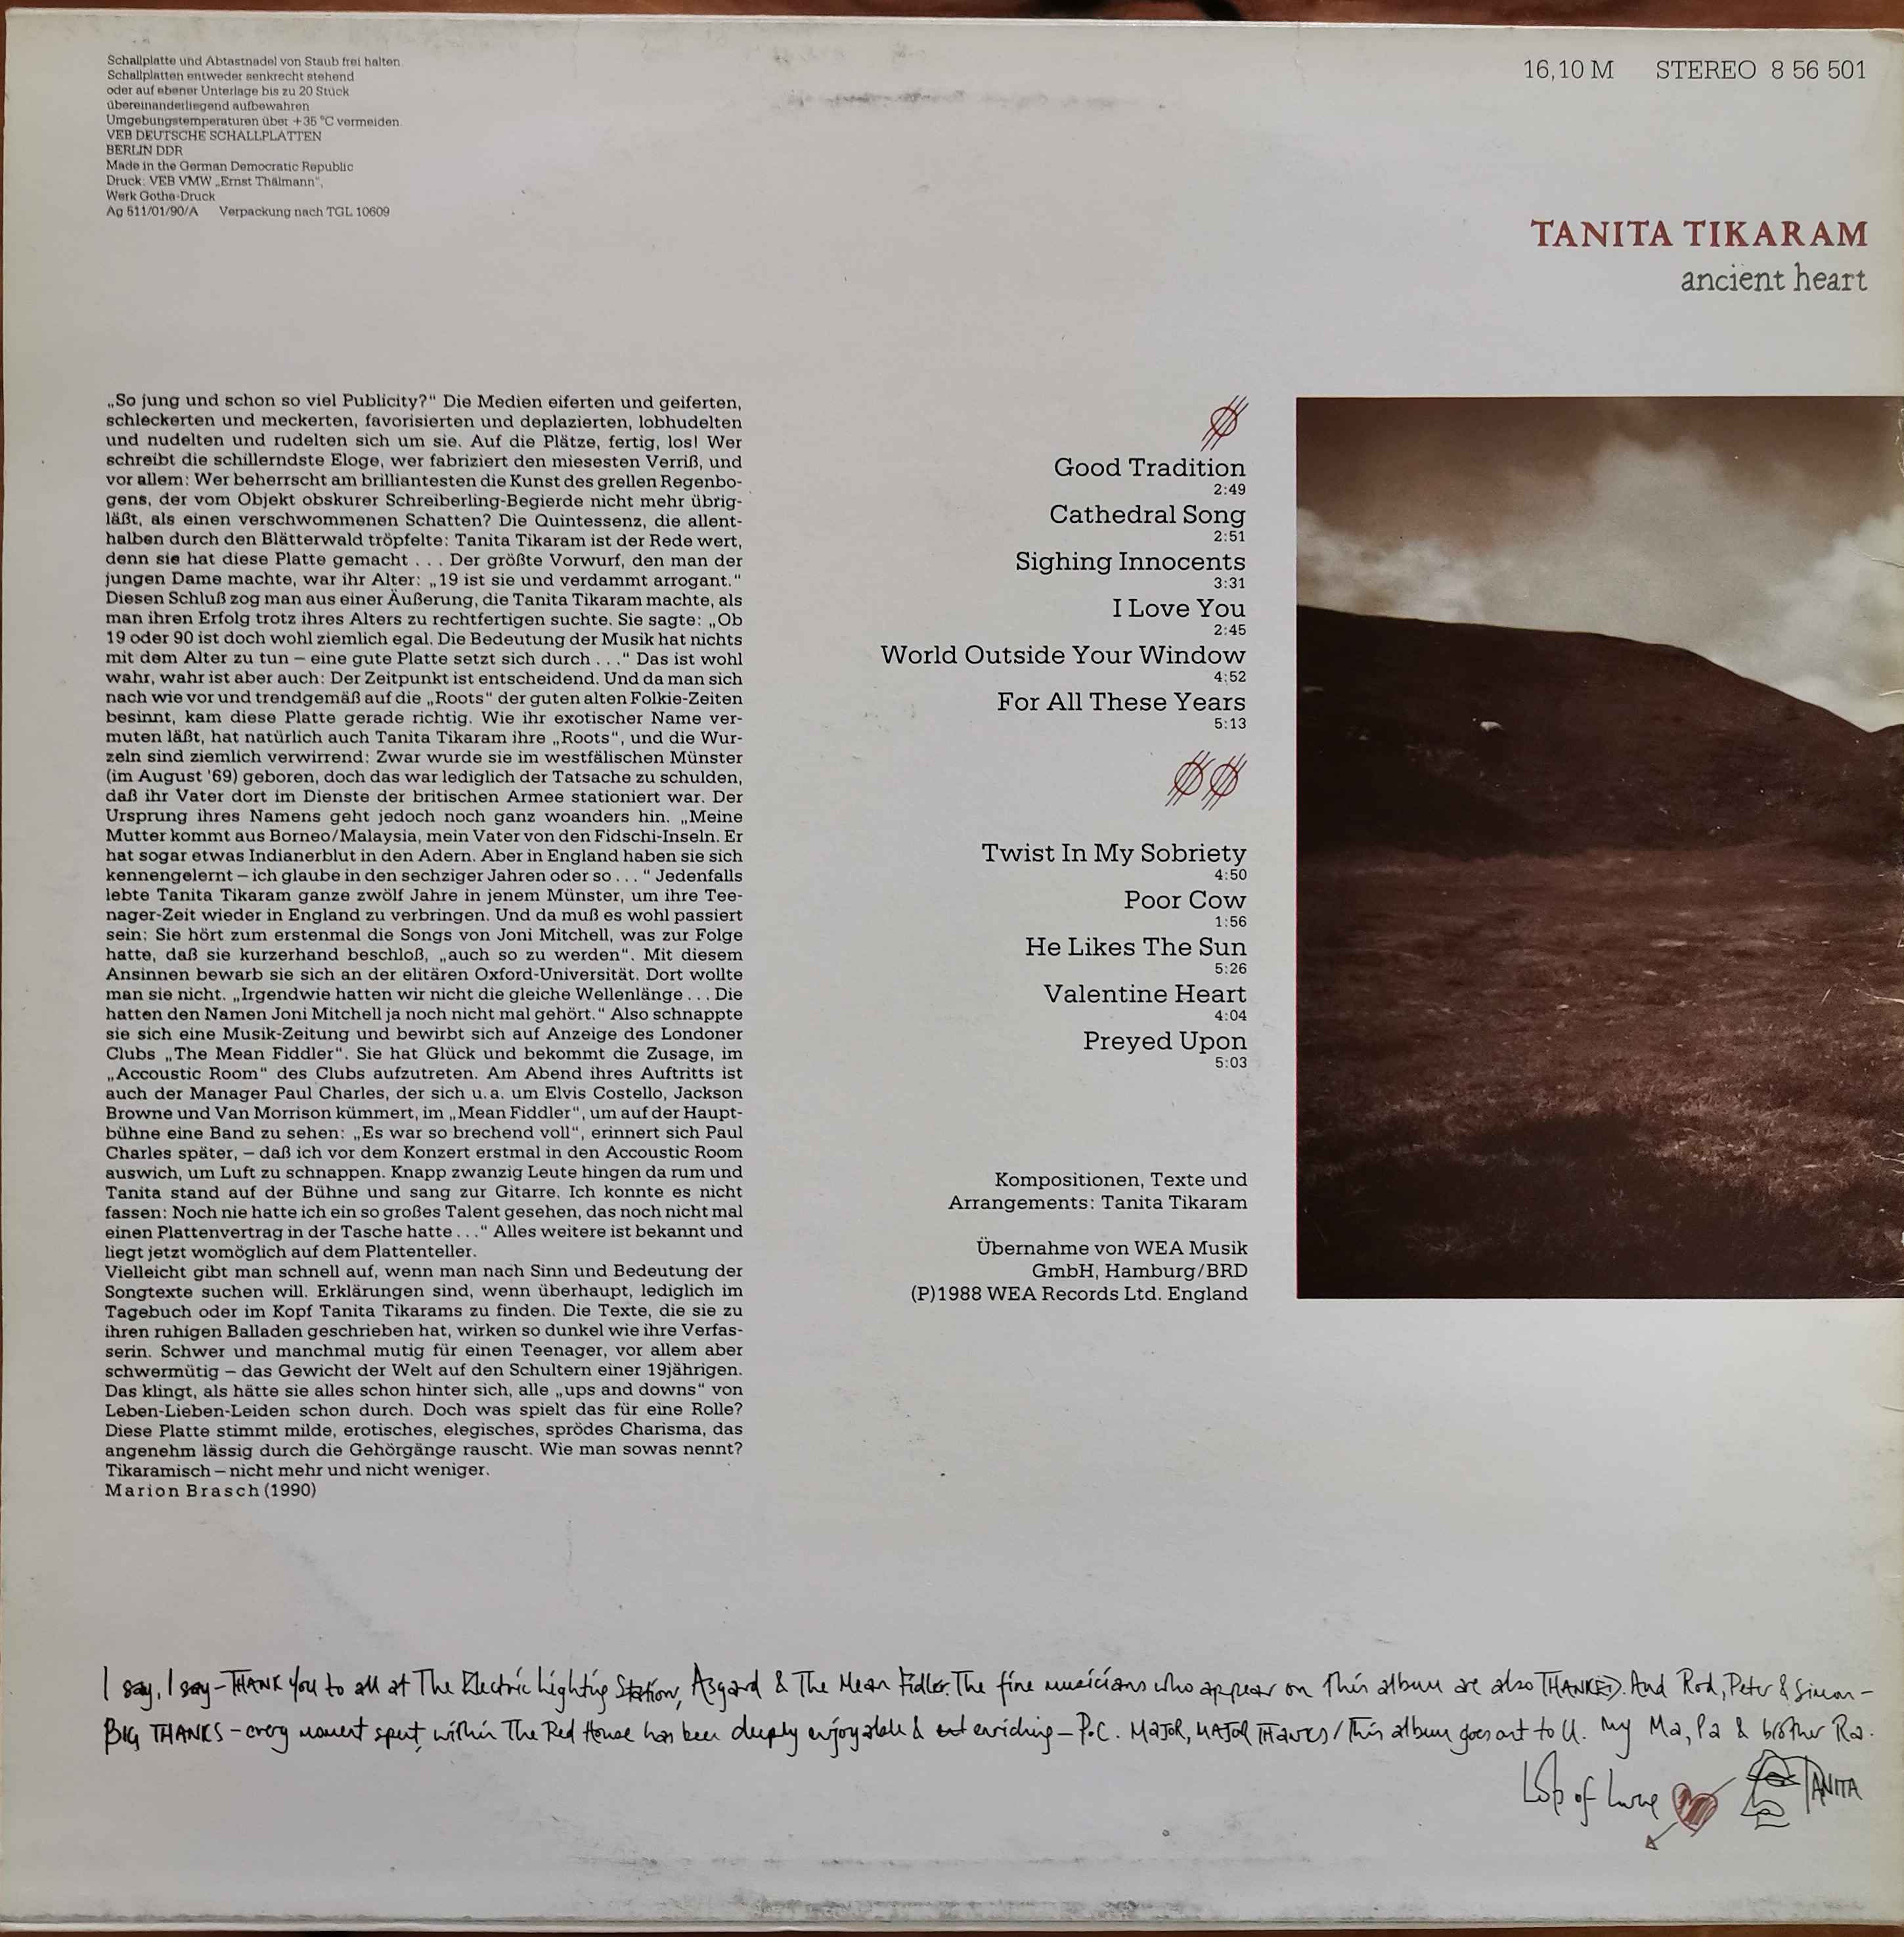 Schallplatte und Abtastnadel von Staub frei halten.
Schallplatten entweder senkrecht stehend
oder auf ebener Unterlage bis zu 20 Stück
übereinanderliegend aufbewahren
Umgebungstemperaturen über +35 °C vermeiden.
VEB DEUTSCHE SCHALLPLATTEN
BERLIN DDR
Made in the German Democratic Republic
Druck: VEB VMW „Ernst Thälmann“,
Werk Gotha-Druck
Ag 511/01/90/A Verpackung nach TGL 10609
16,10 M STEREO 8 56 501
TANITA TIKARAM
ancient heart
„So jung und schon so viel Publicity?“ Die Medien eiferten und geiferten,
schleckerten und meckerten, favorisierten und deplazierten, lobhudelten
und nudelten und rudelten sich um sie. Auf die Plätze, fertig, los! Wer
schreibt die schillerndste Eloge, wer fabriziert den miesesten Verriß, und
vor allem: Wer beherrscht am brilliantesten die Kunst des grellen Regenbo-
gens, der vom Objekt obskurer Schreiberling-Begierde nicht mehr übrig-
läßt, als einen verschwommenen Schatten? Die Quintessenz, die allent-
halben durch den Blätterwald tröpfelte: Tanita Tikaram ist der Rede wert,
denn sie hat diese Platte gemacht . . . Der größte Vorwurf, den man der
jungen Dame machte, war ihr Alter: „19 ist sie und verdammt arrogant.“
Diesen Schluß zog man aus einer Äußerung, die Tanita Tikaram machte, als
man ihren Erfolg trotz ihres Alters zu rechtfertigen suchte. Sie sagte: „Ob
19 oder 90 ist doch wohl ziemlich egal. Die Bedeutung der Musik hat nichts
mit dem Alter zu tun – eine gute Platte setzt sich durch . . .“ Das ist wohl
wahr, wahr ist aber auch: Der Zeitpunkt ist entscheidend. Und da man sich
nach wie vor und trendgemäß auf die „Roots“ der guten alten Folkie-Zeiten
besinnt, kam diese Platte gerade richtig. Wie ihr exotischer Name ver-
muten läßt, hat natürlich auch Tanita Tikaram ihre „Roots“, und die Wur-
zeln sind ziemlich verwirrend: Zwar wurde sie im westfälischen Münster
(im August '69) geboren, doch das war lediglich der Tatsache zu schulden,
daß ihr Vater dort im Dienste der britischen Armee stationiert war. Der
Ursprung ihres Namens geht jedoch noch ganz woanders hin. „Meine
Mutter kommt aus Borneo/Malaysia, mein Vater von den Fidschi-Inseln. Er
hat sogar etwas Indianerblut in den Adern. Aber in England haben sie sich
kennengelernt – ich glaube in den sechziger Jahren oder so . . . “ Jedenfalls
lebte Tanita Tikaram ganze zwölf Jahre in jenem Münster, um ihre Tee-
nager-Zeit wieder in England zu verbringen. Und da muß es wohl passiert
sein: Sie hört zum erstenmal die Songs von Joni Mitchell, was zur Folge
hatte, daß sie kurzerhand beschloß, „auch so zu werden“. Mit diesem
Ansinnen bewarb sie sich an der elitären Oxford-Universität. Dort wollte
man sie nicht. „Irgendwie hatten wir nicht die gleiche Wellenlänge . . . Die
hatten den Namen Joni Mitchell ja noch nicht mal gehört.“ Also schnappte
sie sich eine Musik-Zeitung und bewirbt sich auf Anzeige des Londoner
Clubs „The Mean Fiddler“. Sie hat Glück und bekommt die Zusage, im
„Accoustic Room“ des Clubs aufzutreten. Am Abend ihres Auftritts ist
auch der Manager Paul Charles, der sich u. a. um Elvis Costello, Jackson
Browne und Van Morrison kümmert, im „Mean Fiddler“, um auf der Haupt-
bühne eine Band zu sehen: „Es war so brechend voll“, erinnert sich Paul
Charles später, – daß ich vor dem Konzert erstmal in den Accoustic Room
auswich, um Luft zu schnappen. Knapp zwanzig Leute hingen da rum und
Tanita stand auf der Bühne und sang zur Gitarre. Ich konnte es nicht
fassen: Noch nie hatte ich ein so großes Talent gesehen, das noch nicht mal
einen Plattenvertrag in der Tasche hatte . . .“ Alles weitere ist bekannt und
liegt jetzt womöglich auf dem Plattenteller.
Vielleicht gibt man schnell auf, wenn man nach Sinn und Bedeutung der
Songtexte suchen will. Erklärungen sind, wenn überhaupt, lediglich im
Tagebuch oder im Kopf Tanita Tikarams zu finden. Die Texte, die sie zu
ihren ruhigen Balladen geschrieben hat, wirken so dunkel wie ihre Verfas-
serin. Schwer und manchmal mutig für einen Teenager, vor allem aber
schwermütig – das Gewicht der Welt auf den Schultern einer 19jährigen.
Das klingt, als hätte sie alles schon hinter sich, alle „ups and downs“ von
Leben-Lieben-Leiden schon durch. Doch was spielt das für eine Rolle?
Diese Platte stimmt milde, erotisches, elegisches, sprödes Charisma, das
angenehm lässig durch die Gehörgänge rauscht. Wie man sowas nennt?
Tikaramisch – nicht mehr und nicht weniger.
Marion Brasch (1990)
Good Tradition
2:49
Cathedral Song
2:51
Sighing Innocents
3:31
I Love You
2:45
World Outside Your Window
4:52
For All These Years
5:13
Twist In My Sobriety
4:50
Poor Cow
1:56
He Likes The Sun
5:26
Valentine Heart
4:04
Preyed Upon
5:03
Kompositionen, Texte und
Arrangements: Tanita Tikaram
Übernahme von WEA Musik
GmbH, Hamburg/BRD
(P)1988 WEA Records Ltd. England
I say, I say – THANK You to all at The Electric Lighting Station, Asgard & The Mean Fidler. The fine musicians who appear on this album are also THANKED. And Rod, Peter & Simon –
BIG THANKS – every moment spent, within The Red House has been deeply enjoyable & enriching – P.C. MAJOR, MAJOR THANKS / This album goes out to U. my Ma, Pa & brother Ra.
Lots of Love TANITA